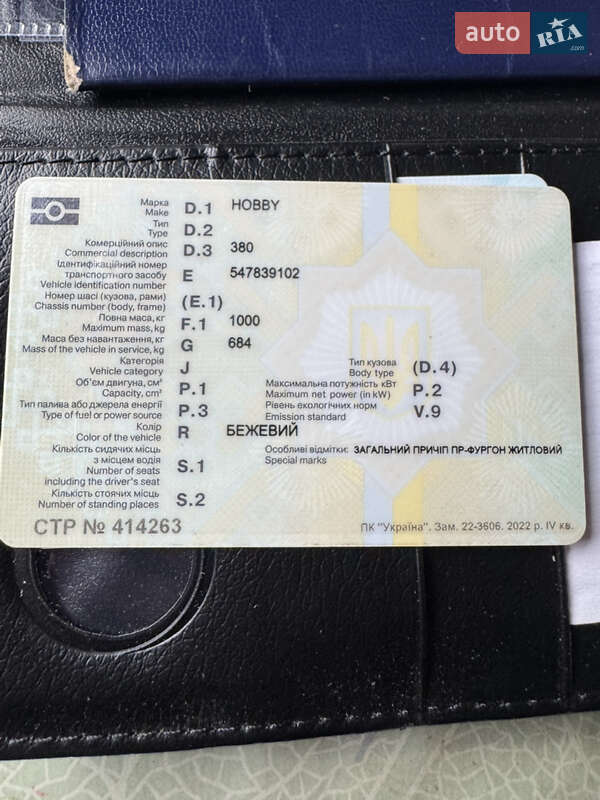 auto RIA .com
Марка D.1 HOBBY
Make
Тип D.2
Type
Комерційний опис D.3 380
Commercial description
Ідентифікаційний номер
транспортного засобу E 547839102
Vehicle identification number
Номер шасі (кузова, рами) (E.1)
Chassis number (body, frame)
Повна маса, кг F.1 1000
Maximum mass, kg
Маса без навантаження, кг G 684
Mass of the vehicle in service, kg
Категорія J
Vehicle category
Об'єм двигуна, см³ P.1
Capacity, cm³
Тип палива або джерела енергії P.3
Type of fuel or power source
Колір R БЕЖЕВИЙ
Color of the vehicle
Кількість сидячих місць
з місцем водія S.1
Number of seats
including the driver's seat
Кількість стоячих місць S.2
Number of standing places
Тип кузова (D.4)
Body type
Максимальна потужність кВт P.2
Maximum net power (in kW)
Рівень екологічних норм V.9
Emission standard
Особливі відмітки: ЗАГАЛЬНИЙ ПРИЧІП ПР-ФУРГОН ЖИТЛОВИЙ
Special marks
СТР № 414263
ПК "Україна". Зам. 22-3606. 2022 р. IV кв.